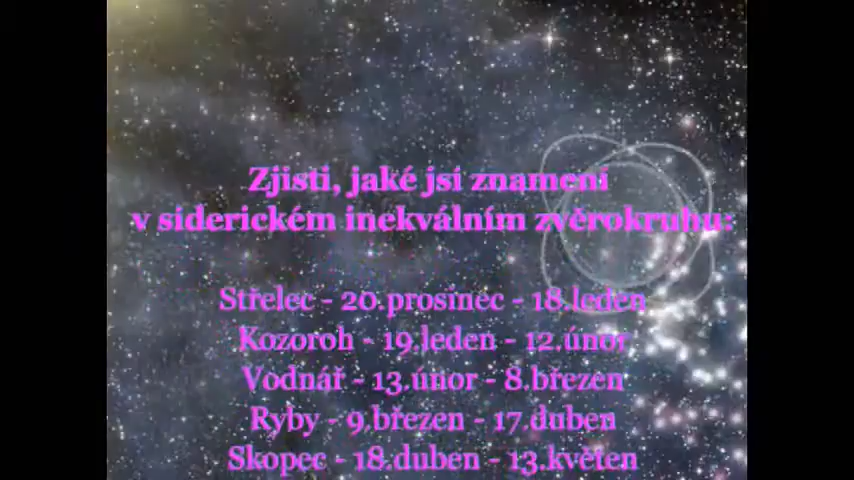 Zjisti, jaké jsi znamení
v siderickém inekválním zvěrokruhu:
Střelec - 20.prosinec - 18.leden
Kozoroh - 19.leden - 12.únor
Vodnář - 13.únor - 8.březen
Ryby - 9.březen - 17.duben
Skopec - 18.duben - 13.květen